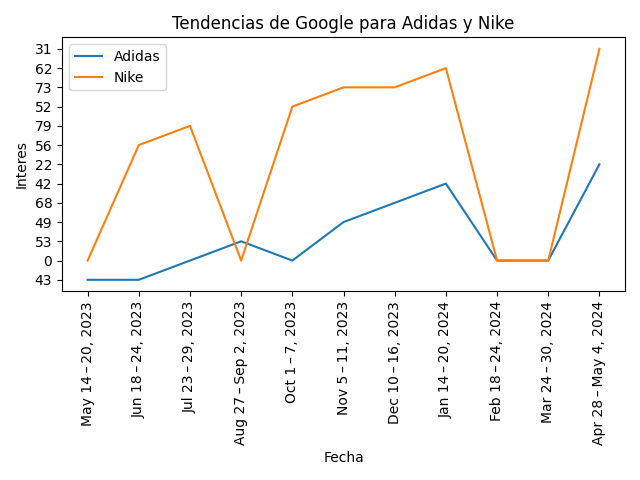 Tendencias de Google para Adidas y Nike
Adidas
Nike
Interes
31
62
73
52
79
56
22
42
68
49
53
0
43
May 14 – 20, 2023
Jun 18 – 24, 2023
Jul 23 – 29, 2023
Aug 27 – Sep 2, 2023
Oct 1 – 7, 2023
Nov 5 – 11, 2023
Dec 10 – 16, 2023
Jan 14 – 20, 2024
Feb 18 – 24, 2024
Mar 24 – 30, 2024
Apr 28 – May 4, 2024
Fecha